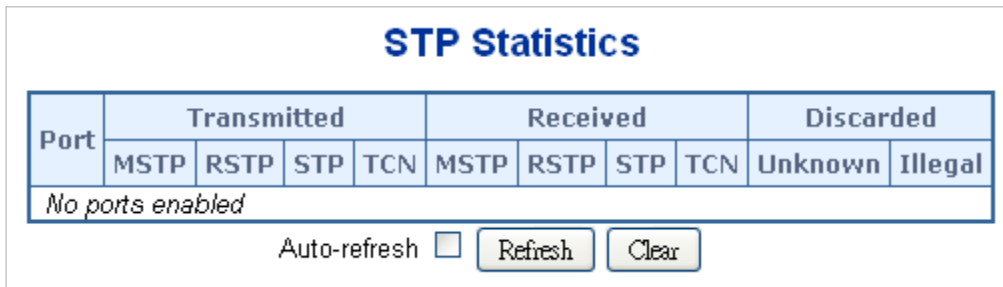 STP Statistics
Port Transmitted Received Discarded
MSTP RSTP STP TCN MSTP RSTP STP TCN Unknown Illegal
No ports enabled
Auto-refresh Refresh Clear